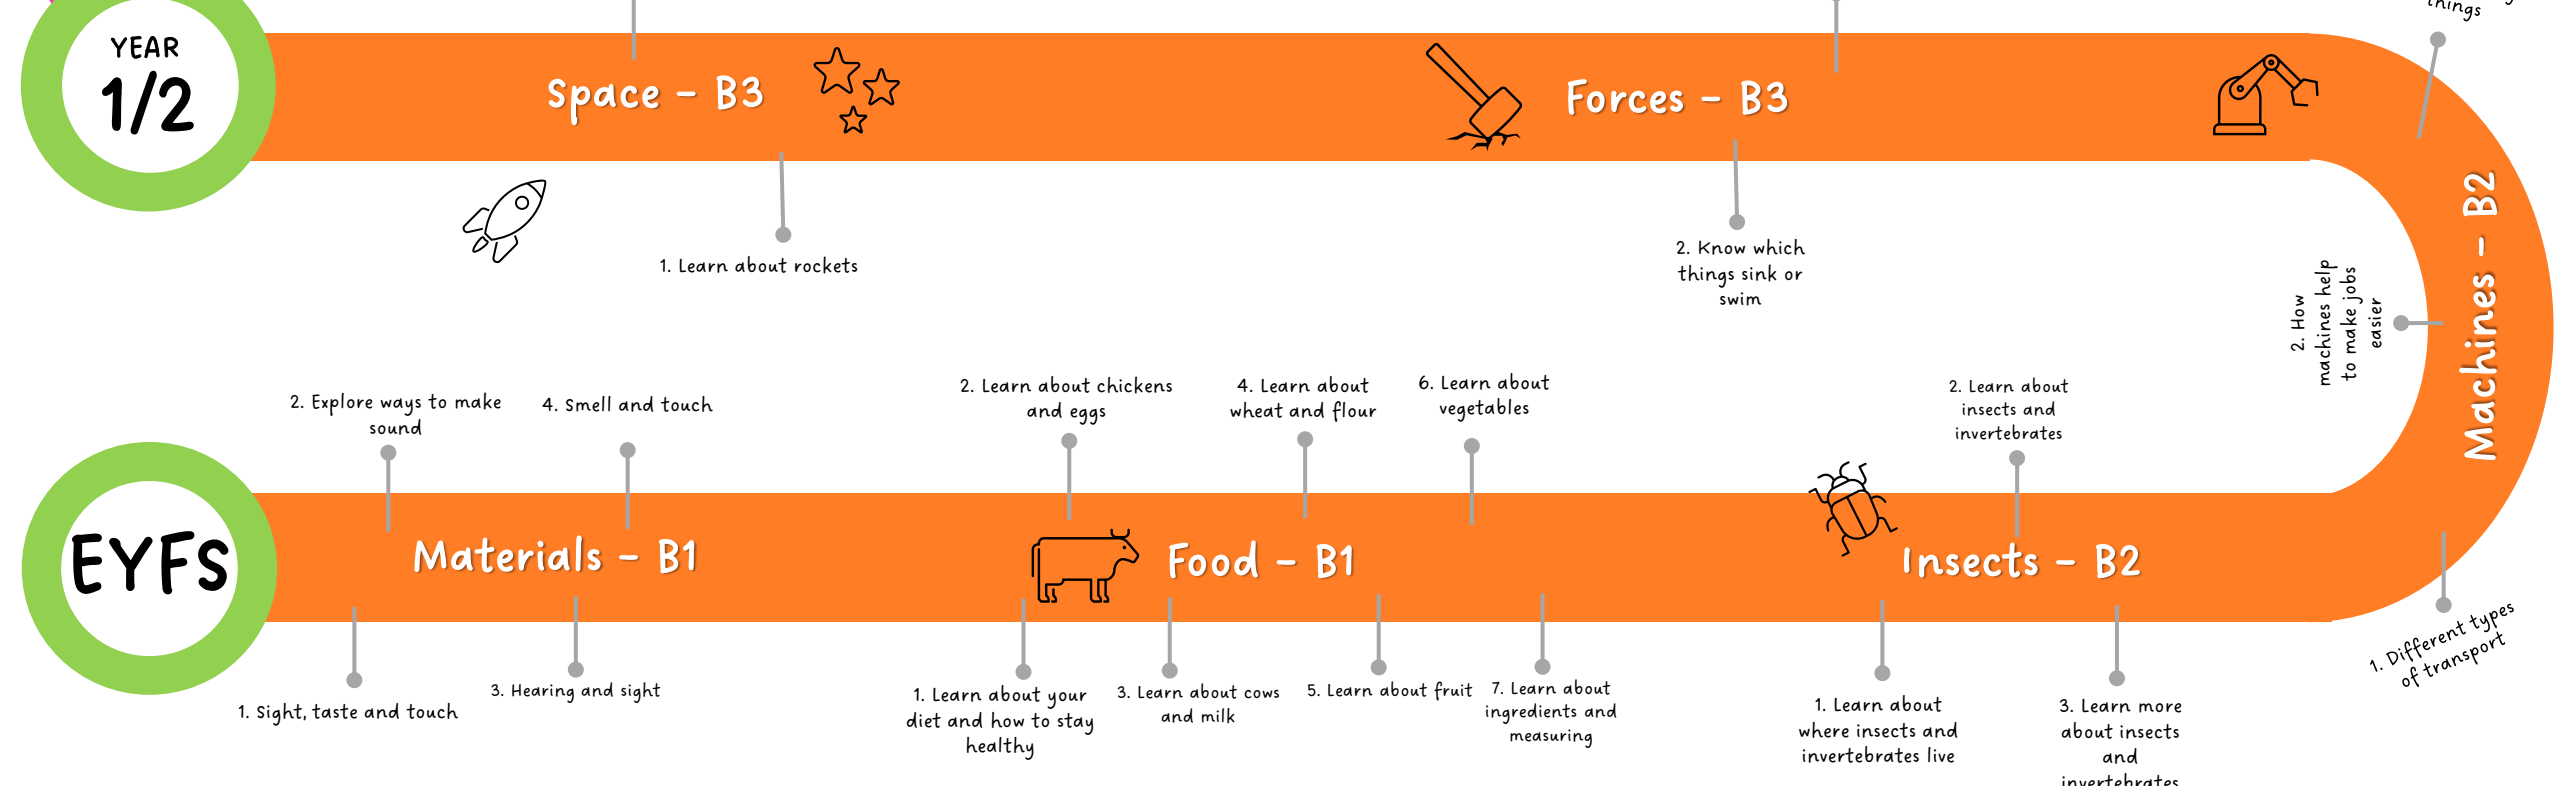 things
YEAR
1/2
Space - B3
Forces - B3
1. Learn about rockets
2. Know which
things sink or
swim
Machines - B2
2. How
machines help
to make jobs
easier
2. Explore ways to make
sound
4. Smell and touch
2. Learn about chickens
and eggs
4. Learn about
wheat and flour
6. Learn about
vegetables
2. Learn about
insects and
invertebrates
EYFS
Materials - B1
Food - B1
Insects - B2
1. Sight, taste and touch
3. Hearing and sight
1. Learn about your
diet and how to stay
healthy
3. Learn about cows
and milk
5. Learn about fruit
7. Learn about
ingredients and
measuring
1. Learn about
where insects and
invertebrates live
3. Learn more
about insects
and
invertebrates
1. Different types
of transport